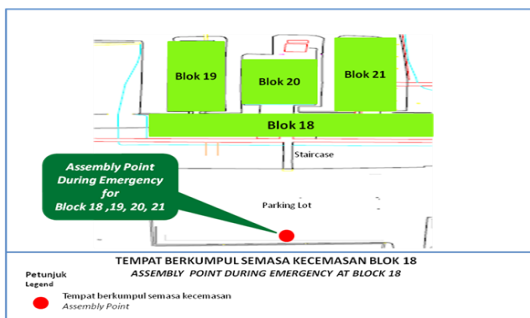 Blok 19
Blok 20
Blok 21
Blok 18
Staircase
Assembly Point
During Emergency
for
Block 18 ,19, 20, 21
Parking Lot
TEMPAT BERKUMPUL SEMASA KECEMASAN BLOK 18
ASSEMBLY POINT DURING EMERGENCY AT BLOCK 18
Petunjuk
Legend
Tempat berkumpul semasa kecemasan
Assembly Point